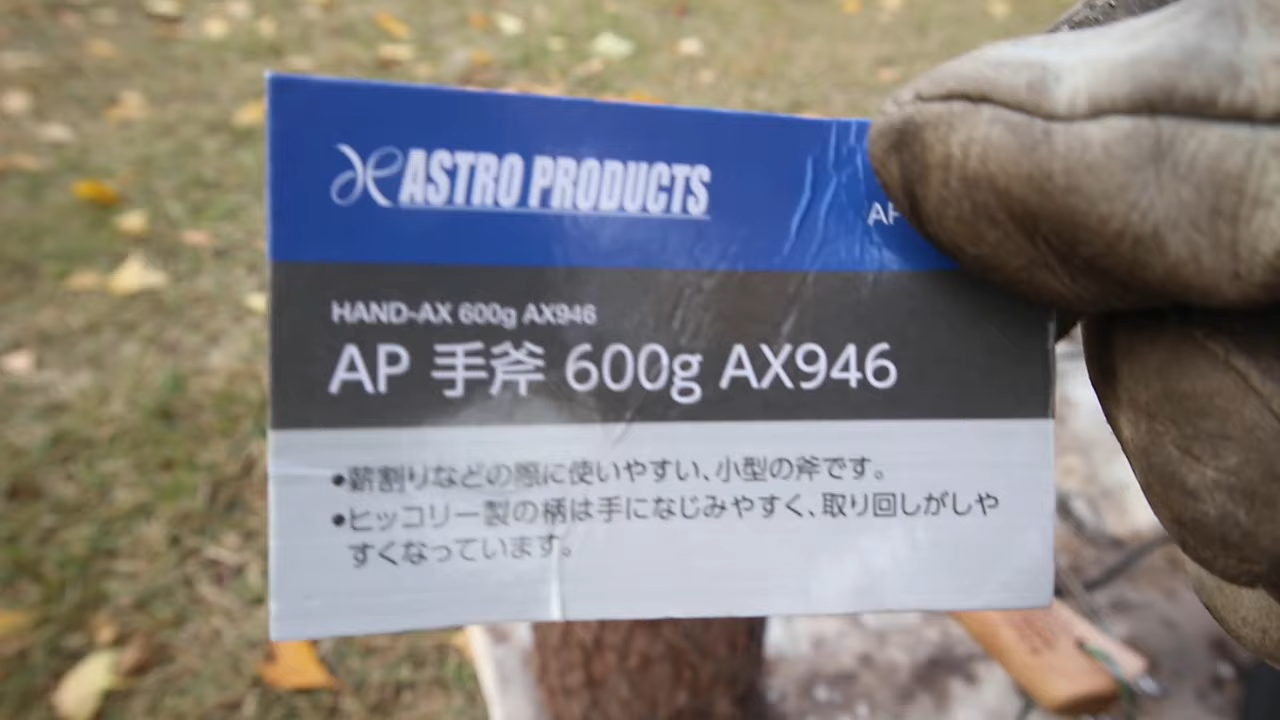 ASTRO PRODUCTS
AP
HAND-AX 600g AX946
AP 手斧 600g AX946
•薪割りなどの際に使いやすい、小型の斧です。
•ヒッコリー製の柄は手になじみやすく、取り回しがしや
すくなっています。